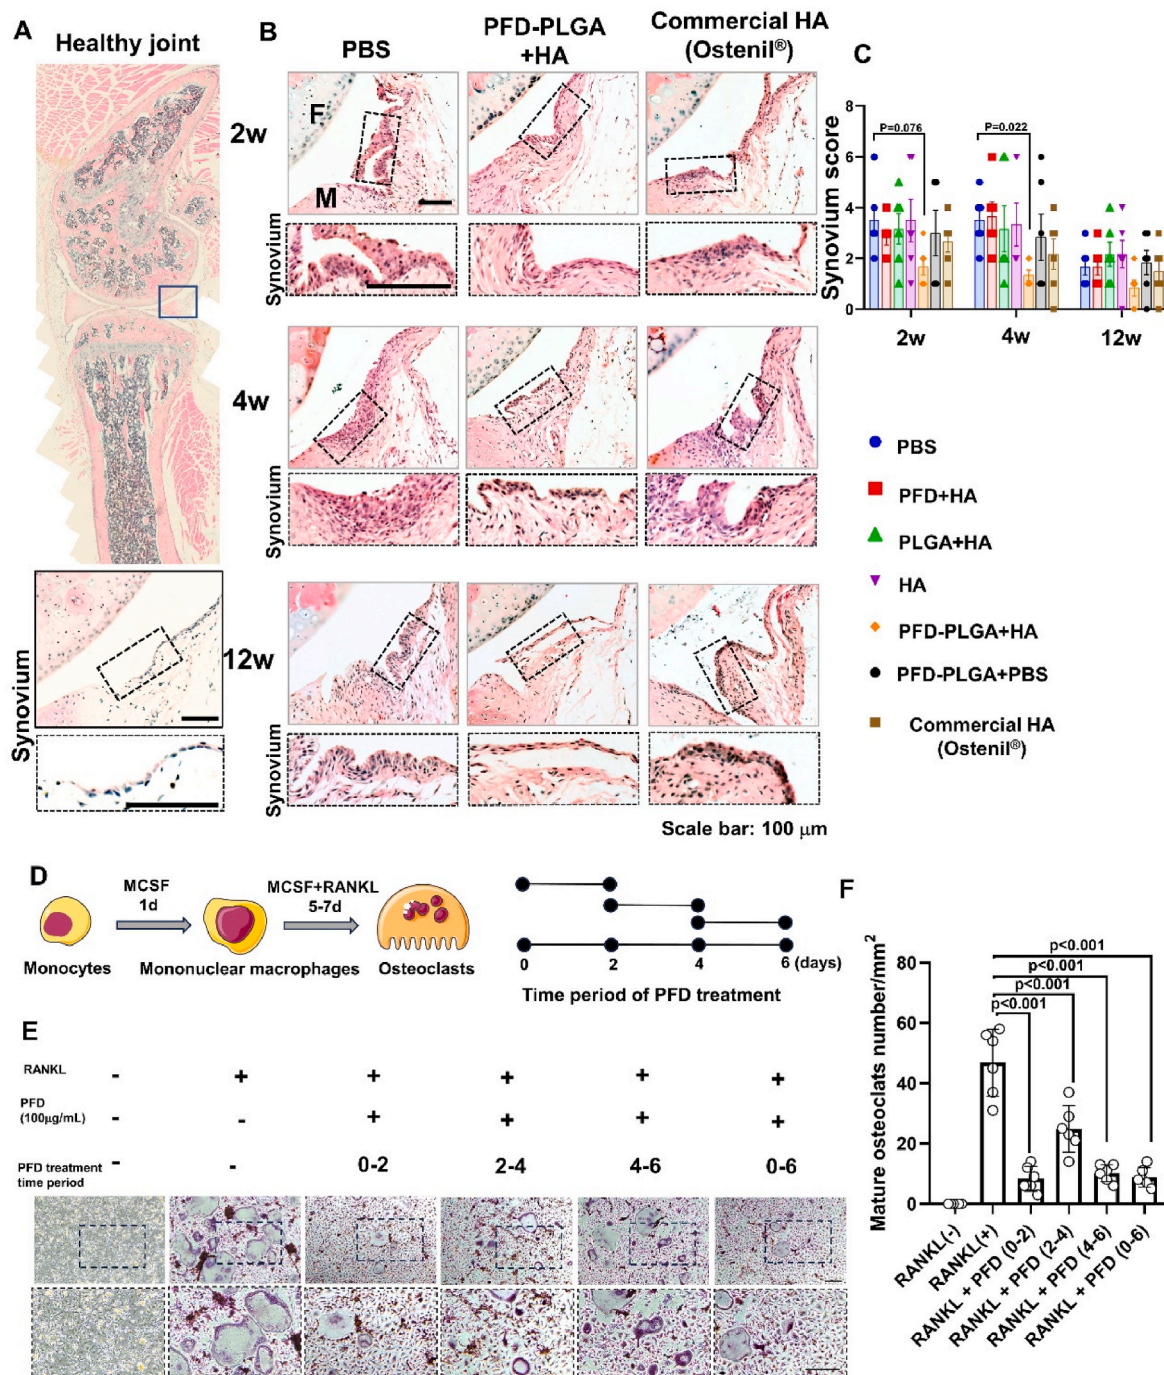 A
Healthy joint
Synovium
B
PBS
PFD-PLGA
+HA
Commercial HA
(Ostenil®)
2w
F
M
Synovium
4w
Synovium
12w
Synovium
Scale bar: 100 μm
C
Synovium score
8
6
4
2
0
P=0.076
P=0.022
2w
4w
12w
PBS
PFD+HA
PLGA+HA
HA
PFD-PLGA+HA
PFD-PLGA+PBS
Commercial HA
(Ostenil®)
D
MCSF
1d
MCSF+RANKL
5-7d
Monocytes
Mononuclear macrophages
Osteoclasts
0 2 4 6 (days)
Time period of PFD treatment
E
RANKL - + + + + +
PFD
(100μg/mL) - - + + + +
PFD treatment
time period - - 0-2 2-4 4-6 0-6
F
Mature osteoclats number/mm²
80
60
40
20
0
p<0.001
p<0.001
p<0.001
p<0.001
RANKL(-)
RANKL(+)
RANKL + PFD (0-2)
RANKL + PFD (2-4)
RANKL + PFD (4-6)
RANKL + PFD (0-6)